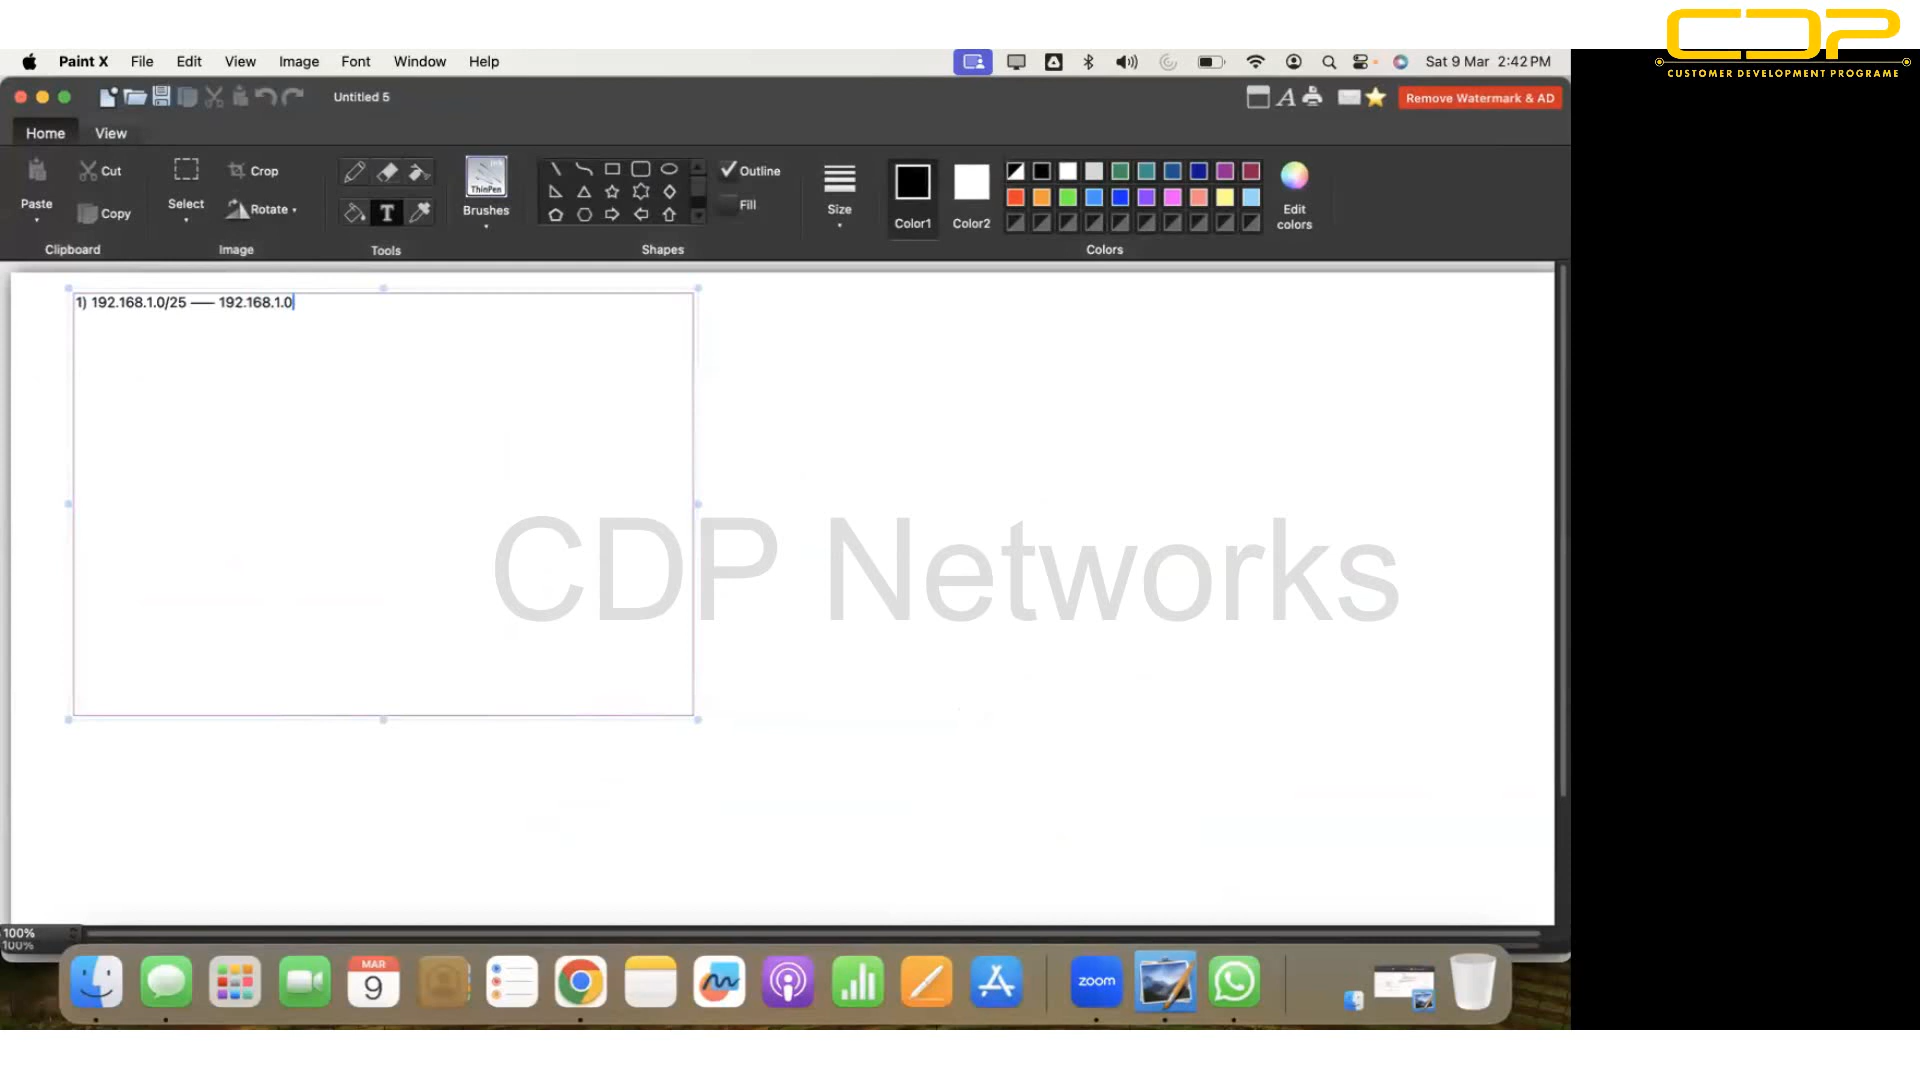 CDP
CUSTOMER DEVELOPMENT PROGRAME
Paint X File Edit View Image Font Window Help
Sat 9 Mar 2:42 PM
Untitled 5
A
Remove Watermark & AD
Home View
Paste
Cut
Copy
Clipboard
Select
Crop
Rotate
Image
T
Tools
Ink
ThinPen
Brushes
Shapes
Outline
Fill
Size
Color1
Color2
Colors
Edit colors
1) 192.168.1.0/25 —— 192.168.1.0
CDP Networks
100%
100%
MAR
9
zoom